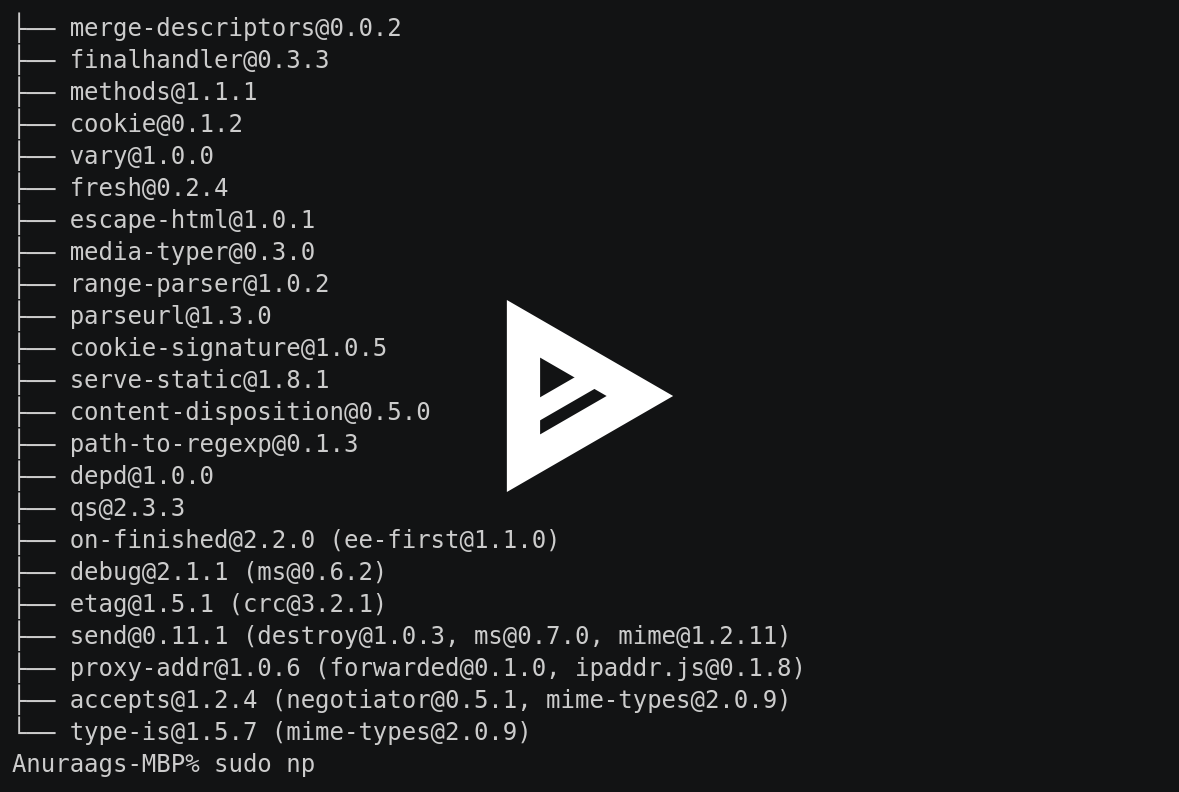 ├── merge-descriptors@0.0.2
├── finalhandler@0.3.3
├── methods@1.1.1
├── cookie@0.1.2
├── vary@1.0.0
├── fresh@0.2.4
├── escape-html@1.0.1
├── media-typer@0.3.0
├── range-parser@1.0.2
├── parseurl@1.3.0
├── cookie-signature@1.0.5
├── serve-static@1.8.1
├── content-disposition@0.5.0
├── path-to-regexp@0.1.3
├── depd@1.0.0
├── qs@2.3.3
├── on-finished@2.2.0 (ee-first@1.1.0)
├── debug@2.1.1 (ms@0.6.2)
├── etag@1.5.1 (crc@3.2.1)
├── send@0.11.1 (destroy@1.0.3, ms@0.7.0, mime@1.2.11)
├── proxy-addr@1.0.6 (forwarded@0.1.0, ipaddr.js@0.1.8)
├── accepts@1.2.4 (negotiator@0.5.1, mime-types@2.0.9)
└── type-is@1.5.7 (mime-types@2.0.9)
Anuraags-MBP% sudo np